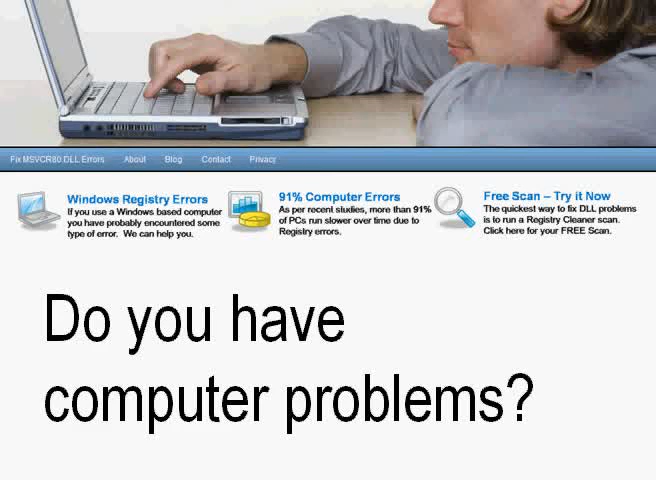 Fix MSVCR80.DLL Errors About Blog Contact Privacy
Windows Registry Errors
If you use a Windows based computer
you have probably encountered some
type of error. We can help you.
91% Computer Errors
As per recent studies, more than 91%
of PCs run slower over time due to
Registry errors.
Free Scan – Try it Now
The quickest way to fix DLL problems
is to run a Registry Cleaner scan.
Click here for your FREE Scan.
Do you have
computer problems?